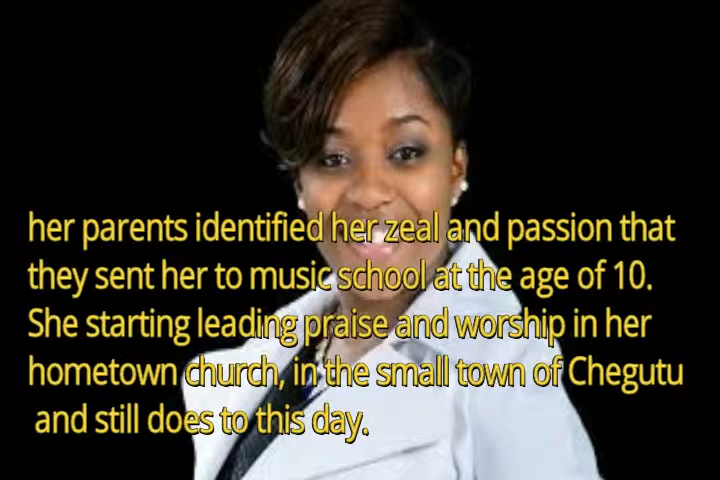 her parents identified her zeal and passion that
they sent her to music school at the age of 10.
She starting leading praise and worship in her
hometown church, in the small town of Chegutu
and still does to this day.